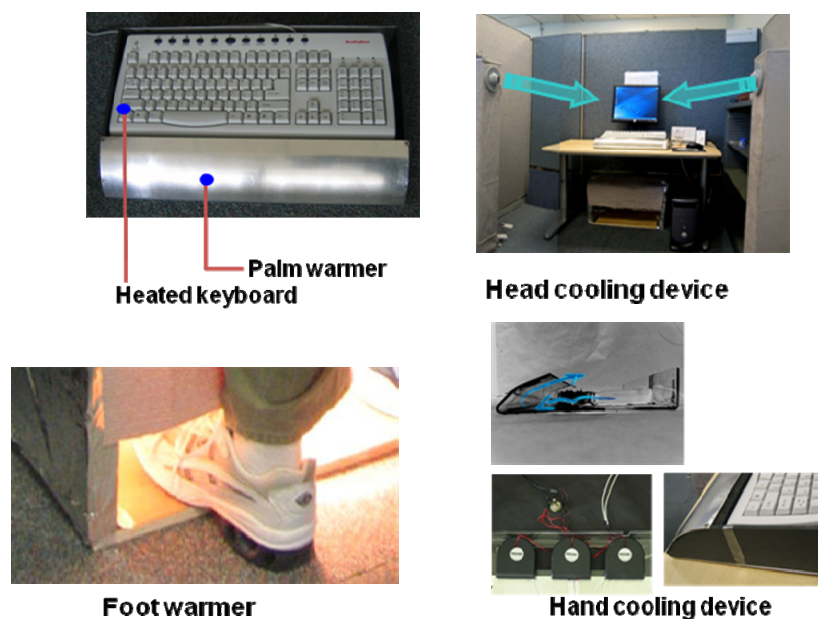 Palm warmer
Heated keyboard
Head cooling device
Foot warmer
Hand cooling device